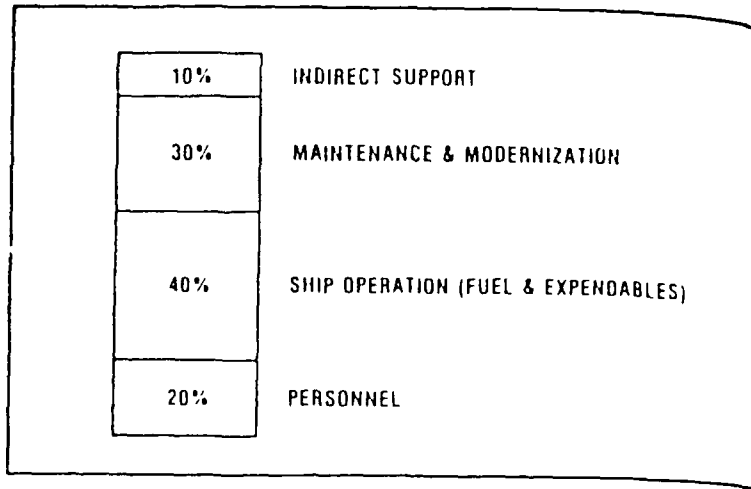 10% INDIRECT SUPPORT
30% MAINTENANCE & MODERNIZATION
40% SHIP OPERATION (FUEL & EXPENDABLES)
20% PERSONNEL